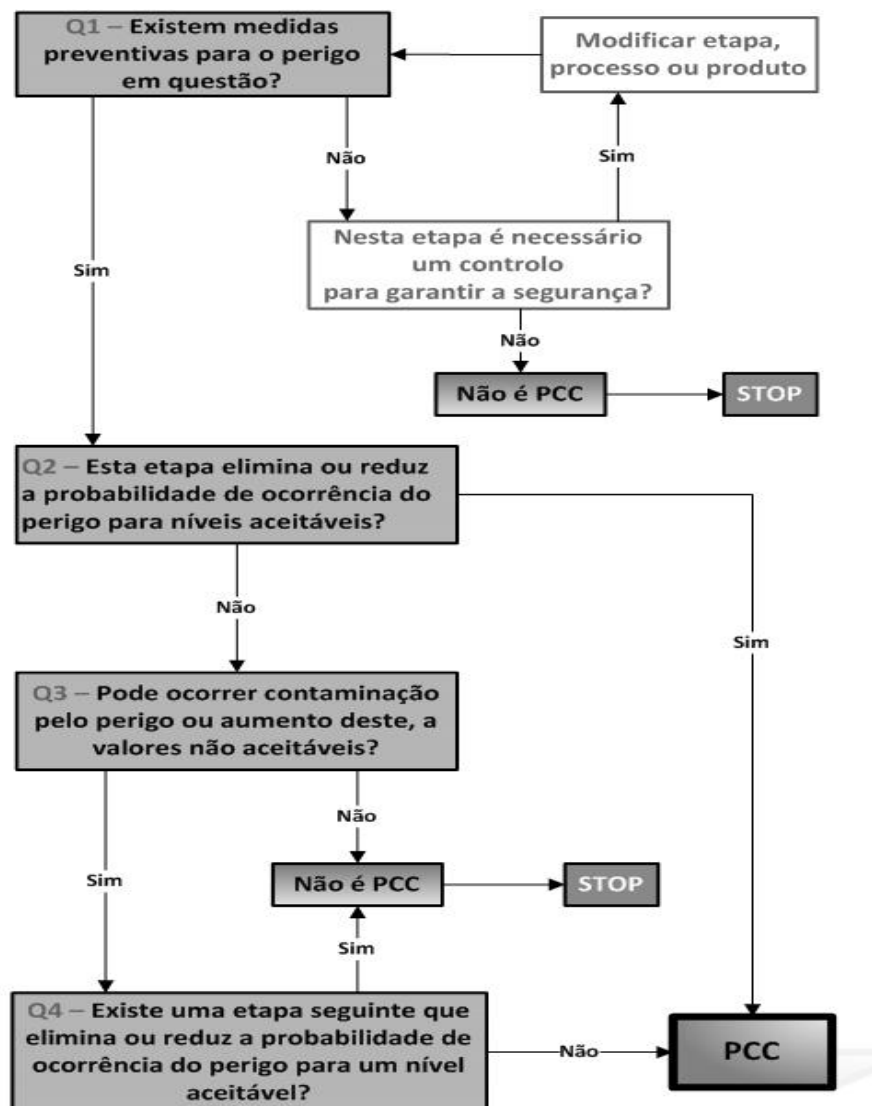 Q1 – Existem medidas
preventivas para o perigo
em questão?
Modificar etapa,
processo ou produto
Não
Sim
Nesta etapa é necessário
um controlo
para garantir a segurança?
Sim
Não
Não é PCC
STOP
Q2 – Esta etapa elimina ou reduz
a probabilidade de ocorrência do
perigo para níveis aceitáveis?
Não
Sim
Q3 – Pode ocorrer contaminação
pelo perigo ou aumento deste, a
valores não aceitáveis?
Não
Sim
Não é PCC
STOP
Sim
Q4 – Existe uma etapa seguinte que
elimina ou reduz a probabilidade de
ocorrência do perigo para um nível
aceitável?
Não
PCC